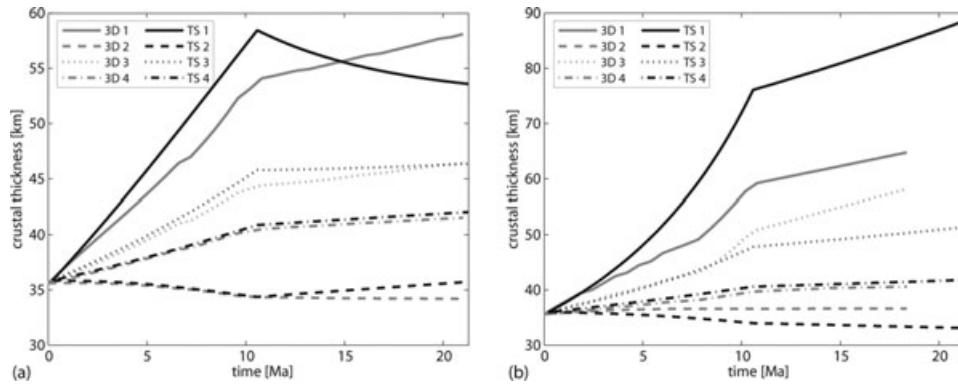 60
55
50
45
40
35
30
crustal thickness [km]
3D 1
3D 2
3D 3
3D 4
TS 1
TS 2
TS 3
TS 4
0 5 10 15 20
(a) time [Ma]
90
80
70
60
50
40
30
crustal thickness [km]
3D 1
3D 2
3D 3
3D 4
TS 1
TS 2
TS 3
TS 4
0 5 10 15 20
(b) time [Ma]